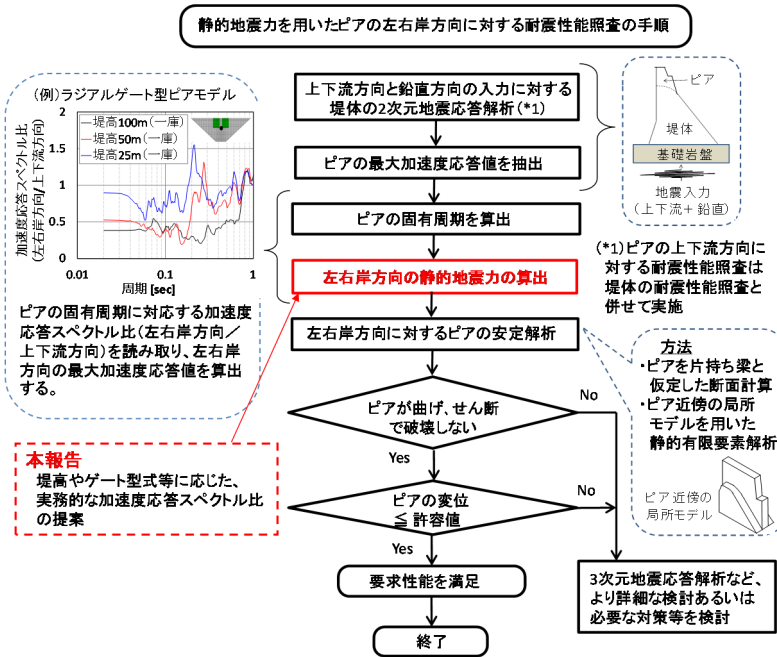 静的地震力を用いたピアの左右岸方向に対する耐震性能照査の手順
(例)ラジアルゲート型ピアモデル
加速度応答スペクトル比
(左右岸方向/上下流方向)
2
1.5
1
0.5
0
堤高100m(一庫)
堤高50m(一庫)
堤高25m(一庫)
0.01
0.10
1
周期 [sec]
ピアの固有周期に対応する加速度
応答スペクトル比(左右岸方向/
上下流方向)を読み取り、左右岸
方向の最大加速度応答値を算出
する。
上下流方向と鉛直方向の入力に対する
堤体の2次元地震応答解析(*1)
ピアの最大加速度応答値を抽出
ピアの固有周期を算出
左右岸方向の静的地震力の算出
左右岸方向に対するピアの安定解析
ピアが曲げ、せん断
で破壊しない
No
Yes
ピアの変位
≦ 許容値
No
Yes
要求性能を満足
終了
ピア
堤体
基礎岩盤
地震入力
(上下流+鉛直)
(*1)ピアの上下流方向に
対する耐震性能照査は
堤体の耐震性能照査と
併せて実施
方法
・ピアを片持ち梁と
仮定した断面計算
・ピア近傍の局所
モデルを用いた
静的有限要素解析
ピア近傍の
局所モデル
本報告
堤高やゲート型式等に応じた、
実務的な加速度応答スペクトル比
の提案
3次元地震応答解析など、
より詳細な検討あるいは
必要な対策等を検討